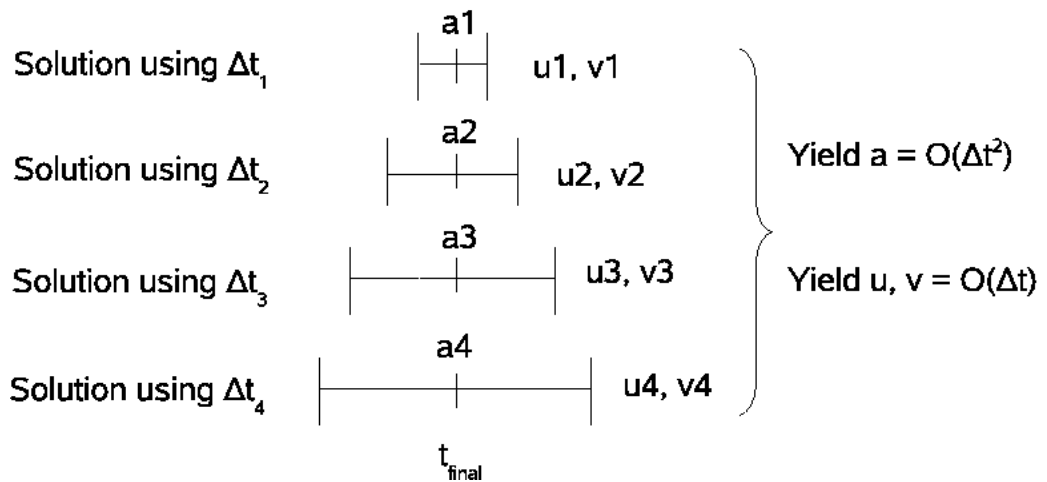 a1
Solution using Δt₁
u1, v1
a2
Solution using Δt₂
u2, v2
Yield a = O(Δt²)
a3
Solution using Δt₃
u3, v3
Yield u, v = O(Δt)
a4
Solution using Δt₄
u4, v4
t_final